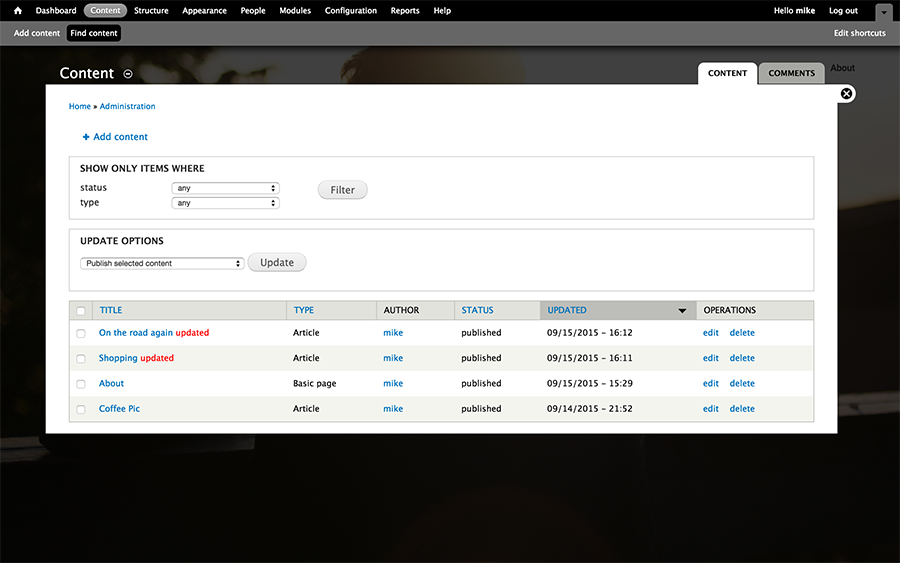 Dashboard Content Structure Appearance People Modules Configuration Reports Help Hello mike Log out
Add content Find content Edit shortcuts
Content CONTENT COMMENTS About
Home » Administration
+ Add content
SHOW ONLY ITEMS WHERE
status any Filter
type any
UPDATE OPTIONS
Publish selected content Update
TITLE TYPE AUTHOR STATUS UPDATED OPERATIONS
On the road again updated Article mike published 09/15/2015 - 16:12 edit delete
Shopping updated Article mike published 09/15/2015 - 16:11 edit delete
About Basic page mike published 09/15/2015 - 15:29 edit delete
Coffee Pic Article mike published 09/14/2015 - 21:52 edit delete